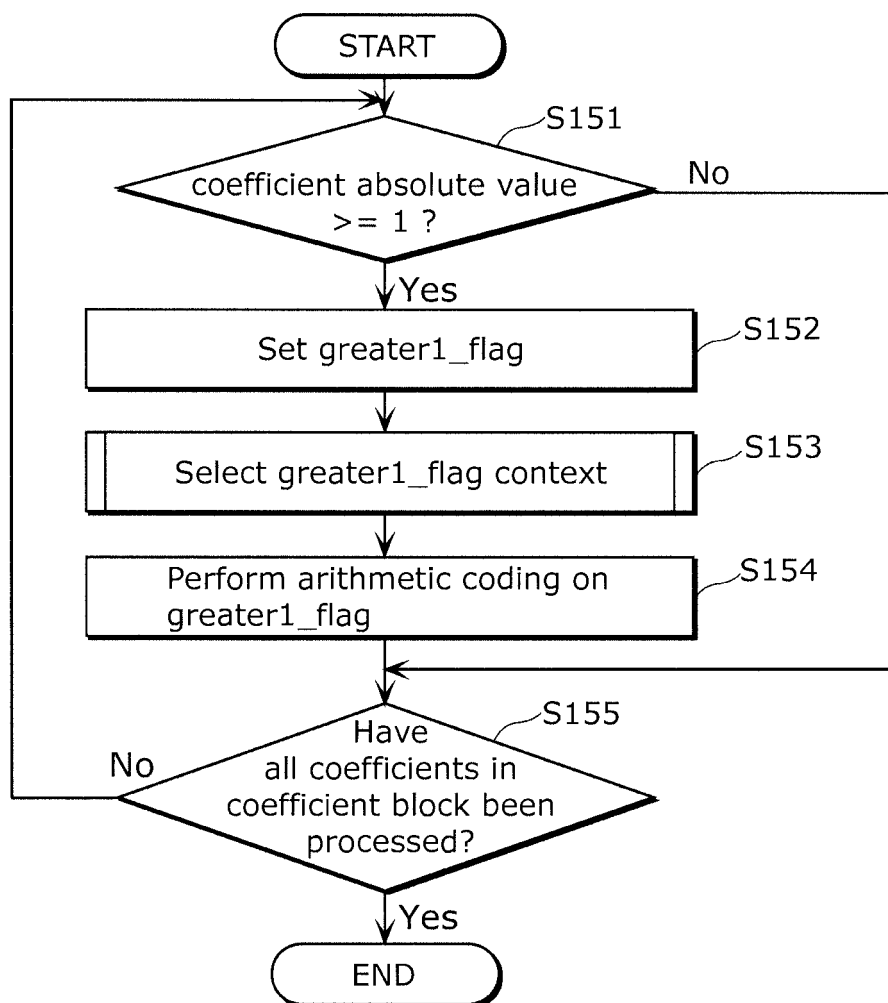 START
S151
coefficient absolute value
>= 1 ?
No
Yes
Set greater1_flag
S152
Select greater1_flag context
S153
Perform arithmetic coding on
greater1_flag
S154
S155
Have
all coefficients in
coefficient block been
processed?
No
Yes
END